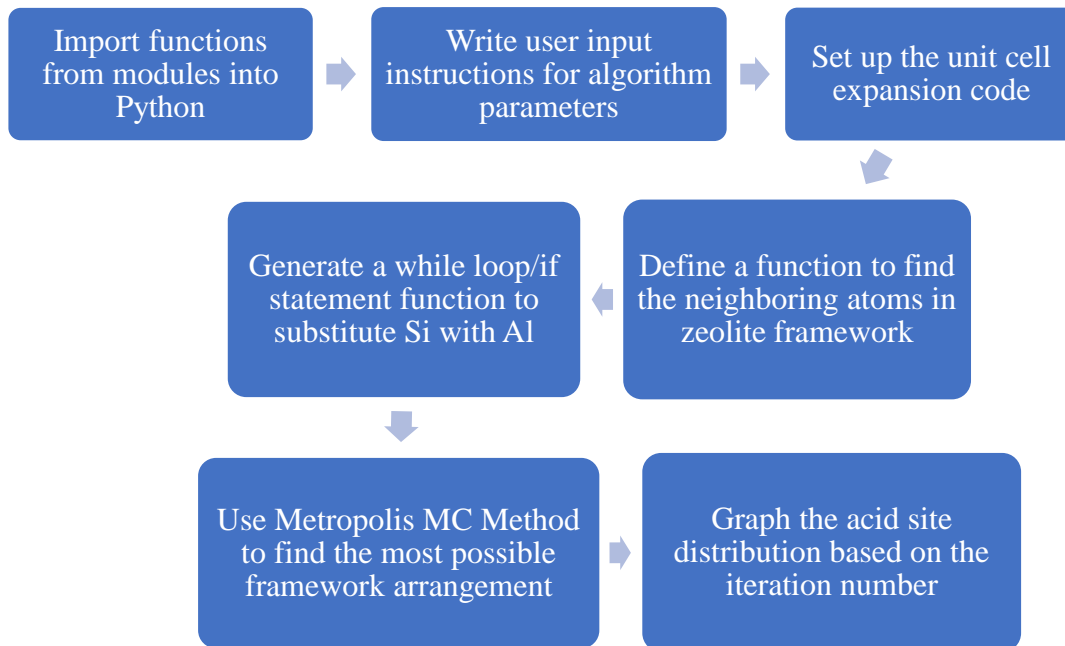 Import functions
from modules into
Python
Write user input
instructions for algorithm
parameters
Set up the unit cell
expansion code
Define a function to find
the neighboring atoms in
zeolite framework
Generate a while loop/if
statement function to
substitute Si with Al
Use Metropolis MC Method
to find the most possible
framework arrangement
Graph the acid site
distribution based on the
iteration number